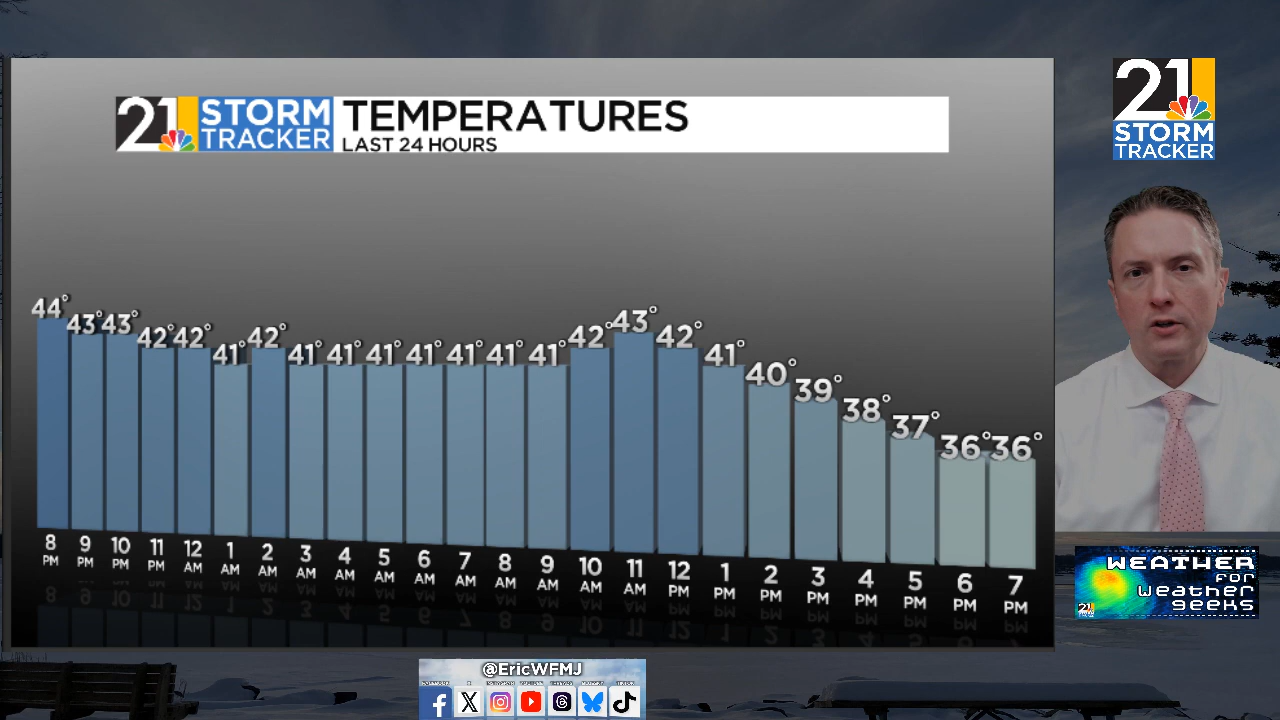 21 STORM TRACKER
TEMPERATURES
LAST 24 HOURS
44° 43° 43° 42° 42° 41° 42° 41° 41° 41° 41° 41° 41° 41° 42° 43° 42° 41° 40° 39° 38° 37° 36° 36°
8 9 10 11 12 1 2 3 4 5 6 7 8 9 10 11 12 1 2 3 4 5 6 7
PM PM PM PM AM AM AM AM AM AM AM AM AM AM AM AM PM PM PM PM PM PM PM PM
21
STORM
TRACKER
WEATHER
FOR
weather
geeks
21
@EricWFMJ